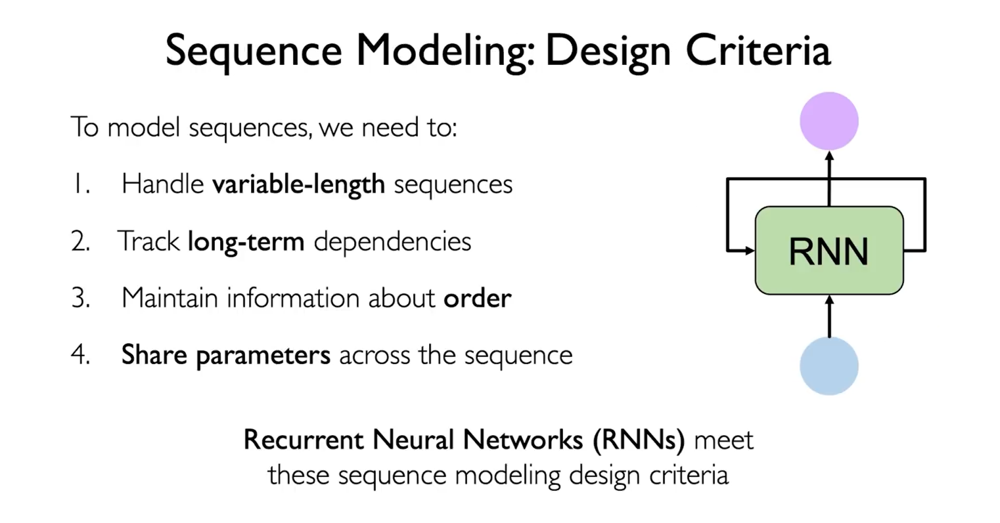 Sequence Modeling: Design Criteria
To model sequences, we need to:
1. Handle variable-length sequences
2. Track long-term dependencies
3. Maintain information about order
4. Share parameters across the sequence
RNN
Recurrent Neural Networks (RNNs) meet
these sequence modeling design criteria